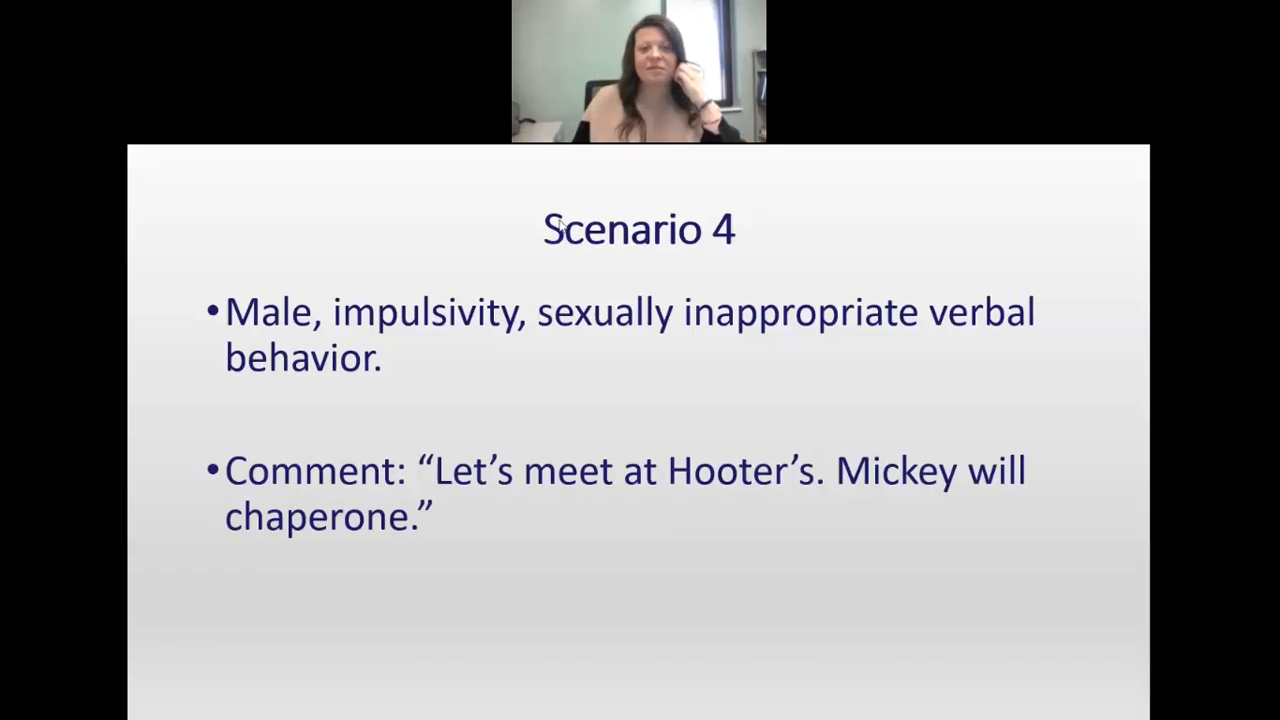 Scenario 4
•Male, impulsivity, sexually inappropriate verbal
behavior.
•Comment: “Let’s meet at Hooter’s. Mickey will
chaperone.”